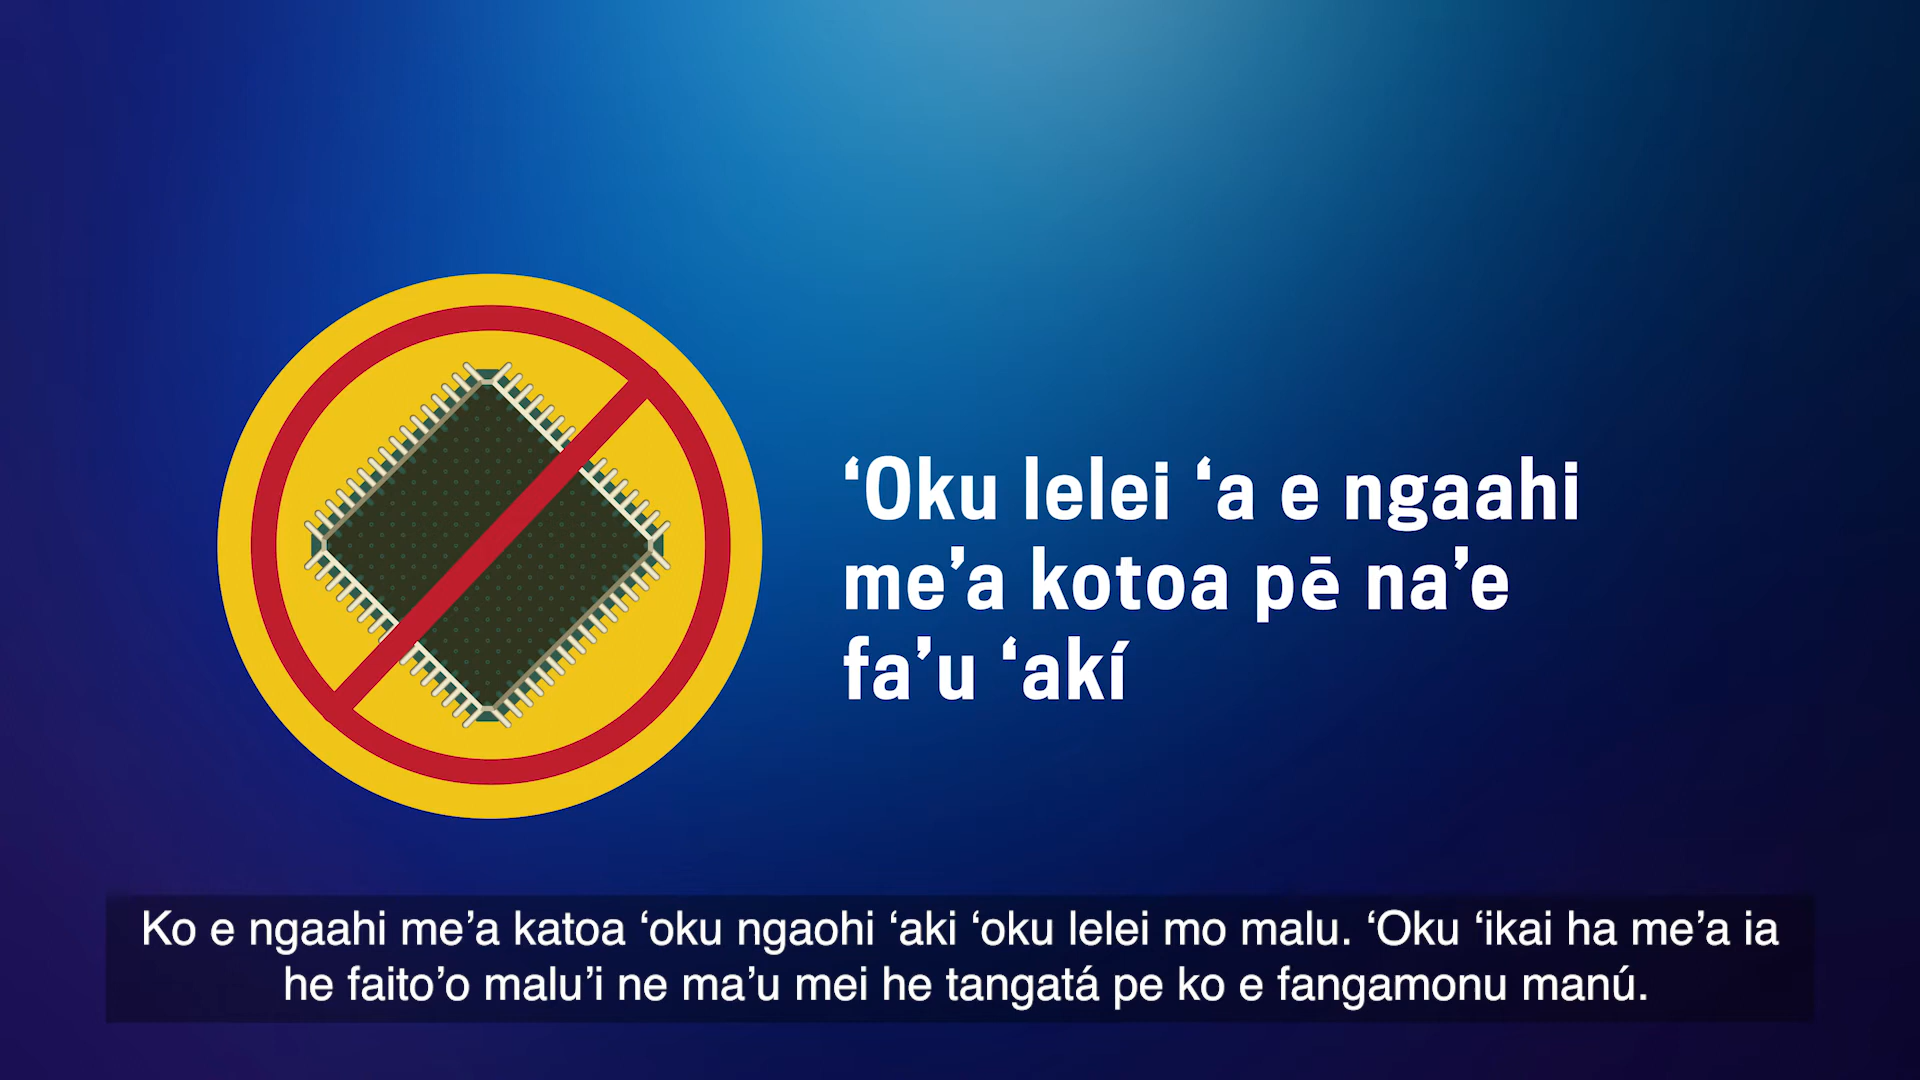 ‘Oku lelei ‘a e ngaahi
me’a kotoa pē na’e
fa’u ‘akí
Ko e ngaahi me’a katoa ‘oku ngaohi ‘aki ‘oku lelei mo malu. ‘Oku ‘ikai ha me’a ia
he faito’o malu’i ne ma’u mei he tangatá pe ko e fangamonu manú.